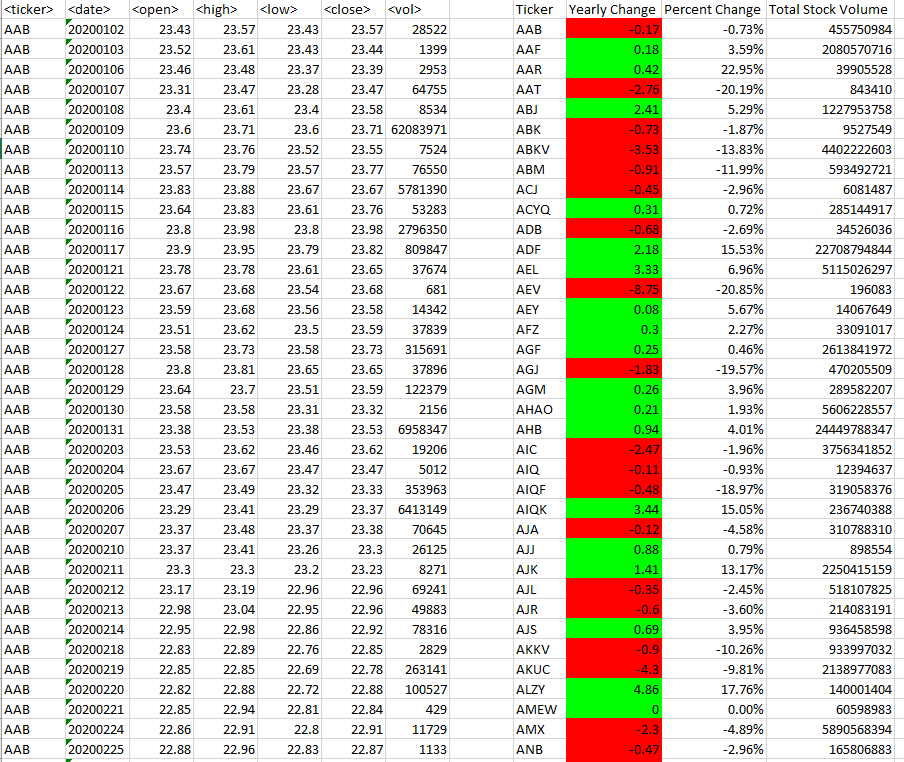 <ticker> <date> <open> <high> <low> <close> <vol> Ticker Yearly Change Percent Change Total Stock Volume
AAB 20200102 23.43 23.57 23.43 23.57 28522 AAB -0.17 -0.73% 455750984
AAB 20200103 23.52 23.61 23.43 23.44 1399 AAF 0.18 3.59% 2080570716
AAB 20200106 23.46 23.48 23.37 23.39 2953 AAR 0.42 22.95% 39905528
AAB 20200107 23.31 23.47 23.28 23.47 64755 AAT -2.76 -20.19% 843410
AAB 20200108 23.4 23.61 23.4 23.58 8534 ABJ 2.41 5.29% 1227953758
AAB 20200109 23.6 23.71 23.6 23.71 62083971 ABK -0.73 -1.87% 9527549
AAB 20200110 23.74 23.76 23.52 23.55 7524 ABKV -3.53 -13.83% 4402222603
AAB 20200113 23.57 23.79 23.57 23.77 76550 ABM -0.91 -11.99% 593492721
AAB 20200114 23.83 23.88 23.67 23.67 5781390 ACJ -0.45 -2.96% 6081487
AAB 20200115 23.64 23.83 23.61 23.76 53283 ACYQ 0.31 0.72% 285144917
AAB 20200116 23.8 23.98 23.8 23.98 2796350 ADB -0.68 -2.69% 34526036
AAB 20200117 23.9 23.95 23.79 23.82 809847 ADF 2.18 15.53% 22708794844
AAB 20200121 23.78 23.78 23.61 23.65 37674 AEL 3.33 6.96% 5115026297
AAB 20200122 23.67 23.68 23.54 23.68 681 AEV -8.75 -20.85% 196083
AAB 20200123 23.59 23.68 23.56 23.58 14342 AEY 0.08 5.67% 14067649
AAB 20200124 23.51 23.62 23.5 23.59 37839 AFZ 0.3 2.27% 33091017
AAB 20200127 23.58 23.73 23.58 23.73 315691 AGF 0.25 0.46% 2613841972
AAB 20200128 23.8 23.81 23.65 23.65 37896 AGJ -1.83 -19.57% 470205509
AAB 20200129 23.64 23.7 23.51 23.59 122379 AGM 0.26 3.96% 289582207
AAB 20200130 23.58 23.58 23.31 23.32 2156 AHAO 0.21 1.93% 5606228557
AAB 20200131 23.38 23.53 23.38 23.53 6958347 AHB 0.94 4.01% 24449788347
AAB 20200203 23.53 23.62 23.46 23.62 19206 AIC -2.47 -1.96% 3756341852
AAB 20200204 23.67 23.67 23.47 23.47 5012 AIQ -0.11 -0.93% 12394637
AAB 20200205 23.47 23.49 23.32 23.33 353963 AIQF -0.48 -18.97% 319058376
AAB 20200206 23.29 23.41 23.29 23.37 6413149 AIQK 3.44 15.05% 236740388
AAB 20200207 23.37 23.48 23.37 23.38 70645 AJA -0.12 -4.58% 310788310
AAB 20200210 23.37 23.41 23.26 23.3 26125 AJJ 0.88 0.79% 898554
AAB 20200211 23.3 23.3 23.2 23.23 8271 AJK 1.41 13.17% 2250415159
AAB 20200212 23.17 23.19 22.96 22.96 69241 AJL -0.35 -2.45% 518107825
AAB 20200213 22.98 23.04 22.95 22.96 49883 AJR -0.6 -3.60% 214083191
AAB 20200214 22.95 22.98 22.86 22.92 78316 AJS 0.69 3.95% 936458598
AAB 20200218 22.83 22.89 22.76 22.85 2829 AKKV -0.9 -10.26% 933997032
AAB 20200219 22.85 22.85 22.69 22.78 263141 AKUC -4.3 -9.81% 2138977083
AAB 20200220 22.82 22.88 22.72 22.88 100527 ALZY 4.86 17.76% 140001404
AAB 20200221 22.85 22.94 22.81 22.84 429 AMEW 0 0.00% 60598983
AAB 20200224 22.86 22.91 22.8 22.91 11729 AMX -2.3 -4.89% 5890568394
AAB 20200225 22.88 22.96 22.83 22.87 1133 ANB -0.47 -2.96% 165806883